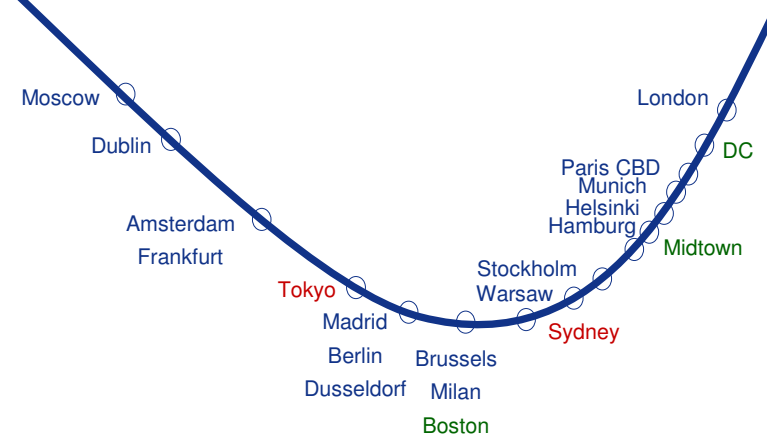 Moscow
Dublin
Amsterdam
Frankfurt
Tokyo
Madrid
Berlin
Dusseldorf
Brussels
Milan
Boston
Sydney
Warsaw
Stockholm
Midtown
Hamburg
Helsinki
Munich
Paris CBD
DC
London